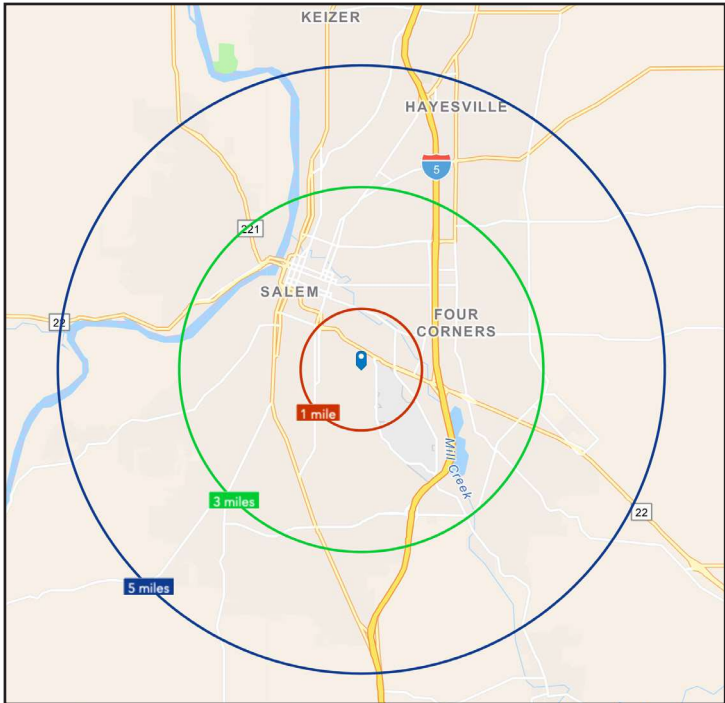 KEIZER
HAYESVILLE
5
221
SALEM
22
FOUR
CORNERS
1 mile
Mill Creek
3 miles
22
5 miles